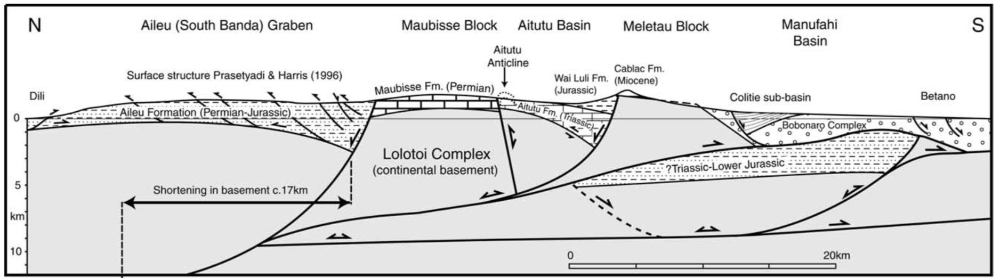 N
Aileu (South Banda) Graben
Maubisse Block
Aitutu Basin
Meletau Block
Manufahi
Basin
S
Aitutu
Anticline
Surface structure Prasetyadi & Harris (1996)
Wai Luli Fm.
(Jurassic)
Cablac Fm.
(Miocene)
Maubisse Fm. (Permian)
Dili
Colitie sub-basin
Betano
Aileu Formation (Permian-Jurassic)
Aitutu Fm. (Triassic)
0
Bobonaro Complex
Lolotoi Complex
(continental basement)
?Triassic-Lower Jurassic
5
Shortening in basement c.17km
km
10
0
20km